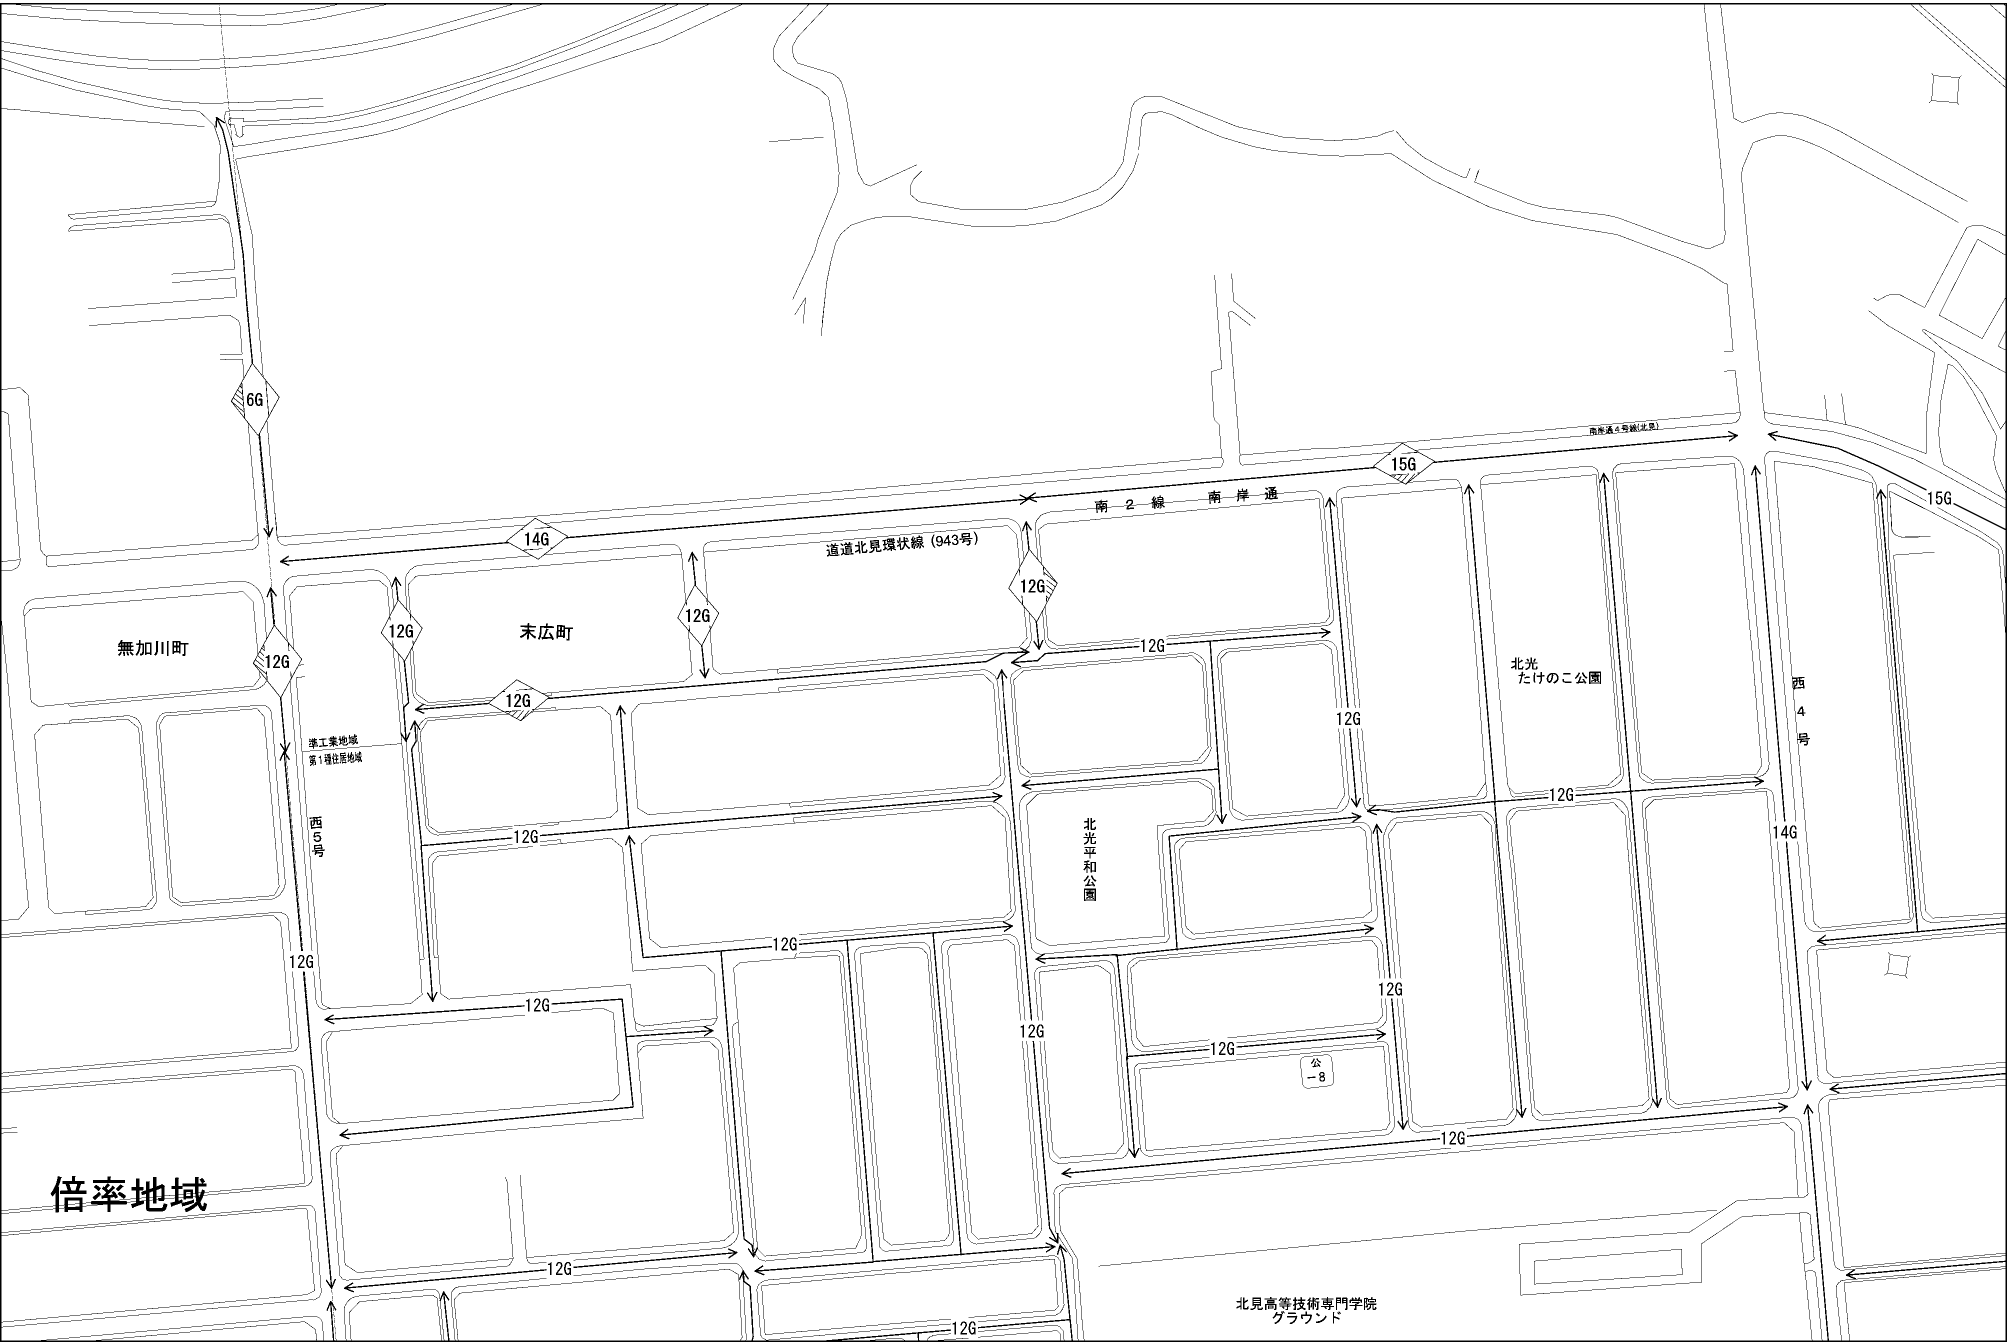 6G
南岸通4号線(北見)
15G
15G
南2線 南岸通
14G
道道北見環状線(943号)
12G
12G
12G
末広町
無加川町
12G
12G
12G
北光
たけのこ公園
西4号
12G
12G
準工業地域
第1種住居地域
12G
14G
西5号
12G
北光平和公園
12G
12G
12G
12G
12G
12G
公
-8
12G
倍率地域
12G
北見高等技術専門学院
グラウンド
12G